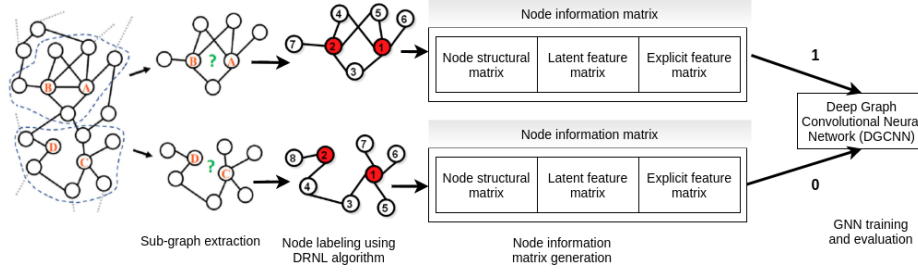 Node information matrix
4
5
6
7
2
1
3
B
?
A
B
A
Node structural
matrix
Latent feature
matrix
Explicit feature
matrix
1
Deep Graph
Convolutional Neural
Network (DGCNN)
Node information matrix
D
C
D
?
C
8
2
7
6
1
4
3
5
Node structural
matrix
Latent feature
matrix
Explicit feature
matrix
0
Sub-graph extraction
Node labeling using
DRNL algorithm
Node information
matrix generation
GNN training
and evaluation